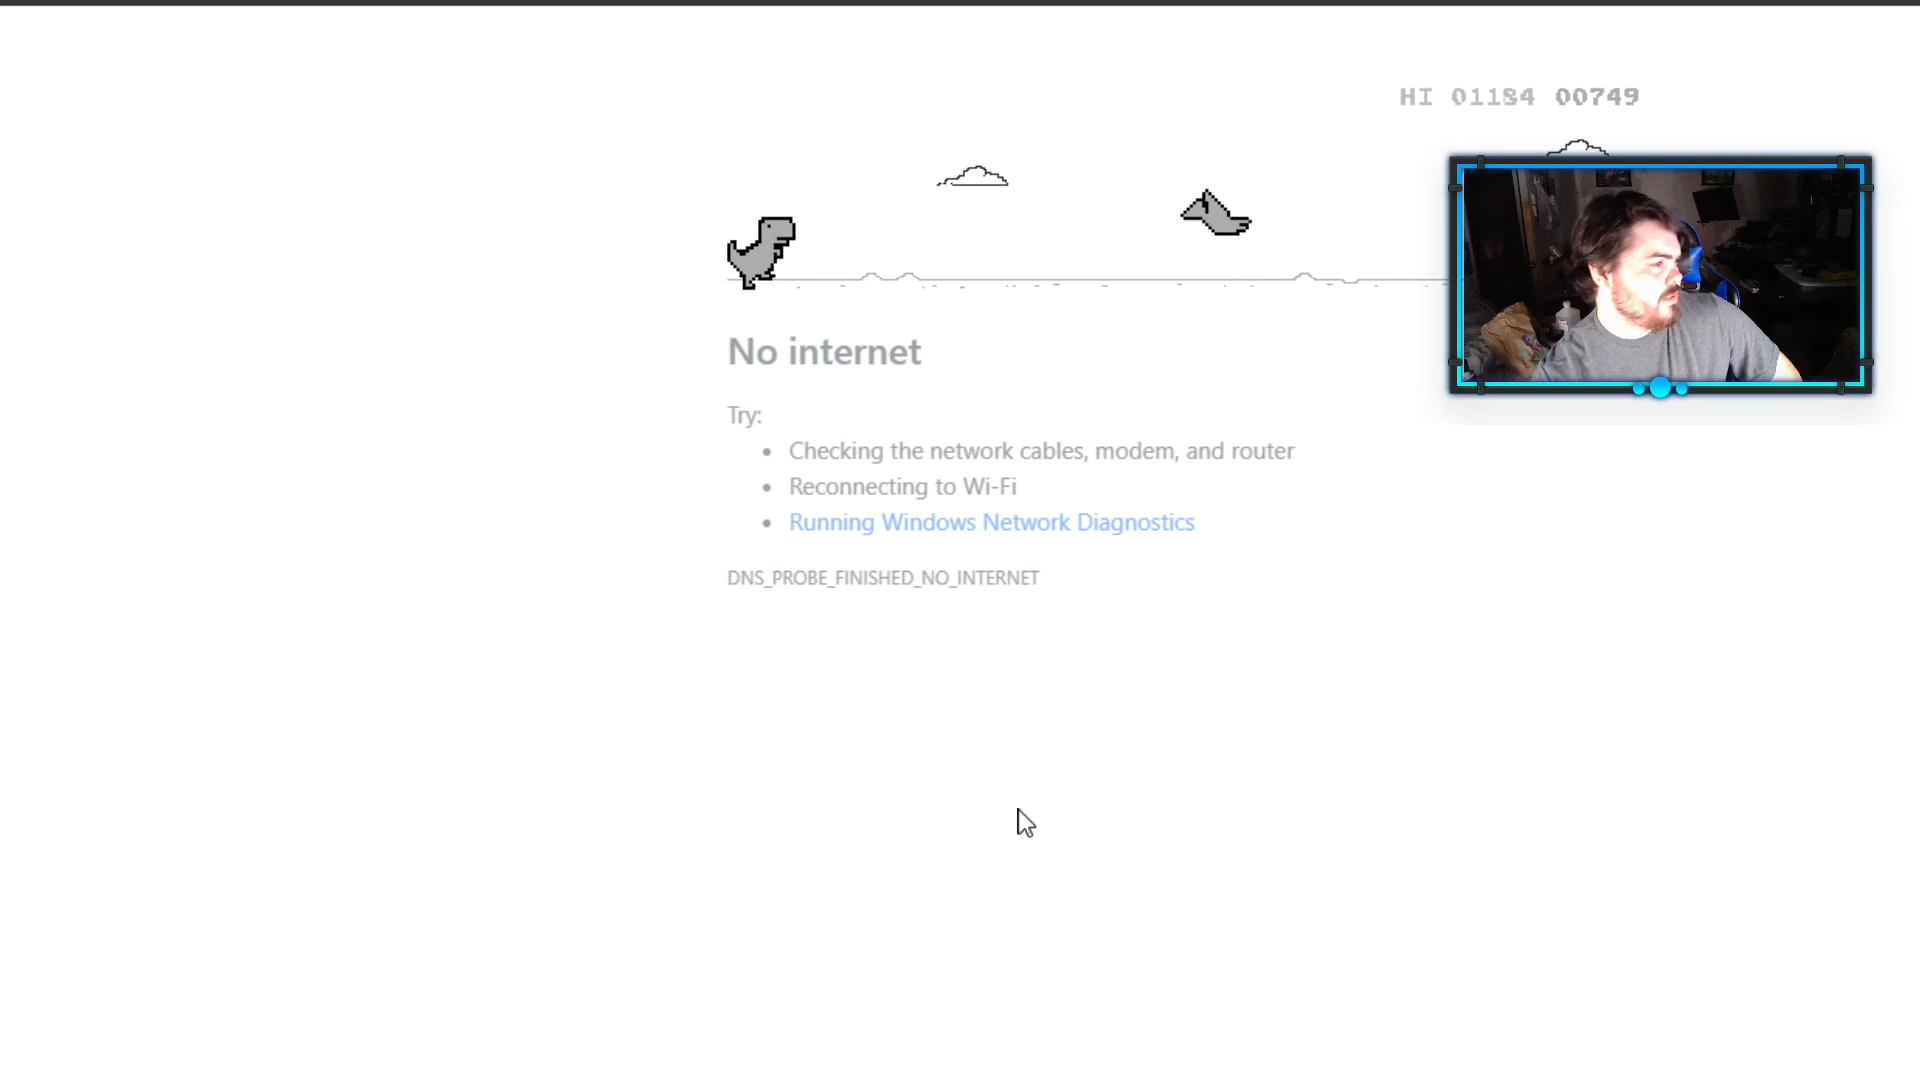 HI 01184 00749
No internet
Try:
Checking the network cables, modem, and router
Reconnecting to Wi-Fi
Running Windows Network Diagnostics
DNS_PROBE_FINISHED_NO_INTERNET